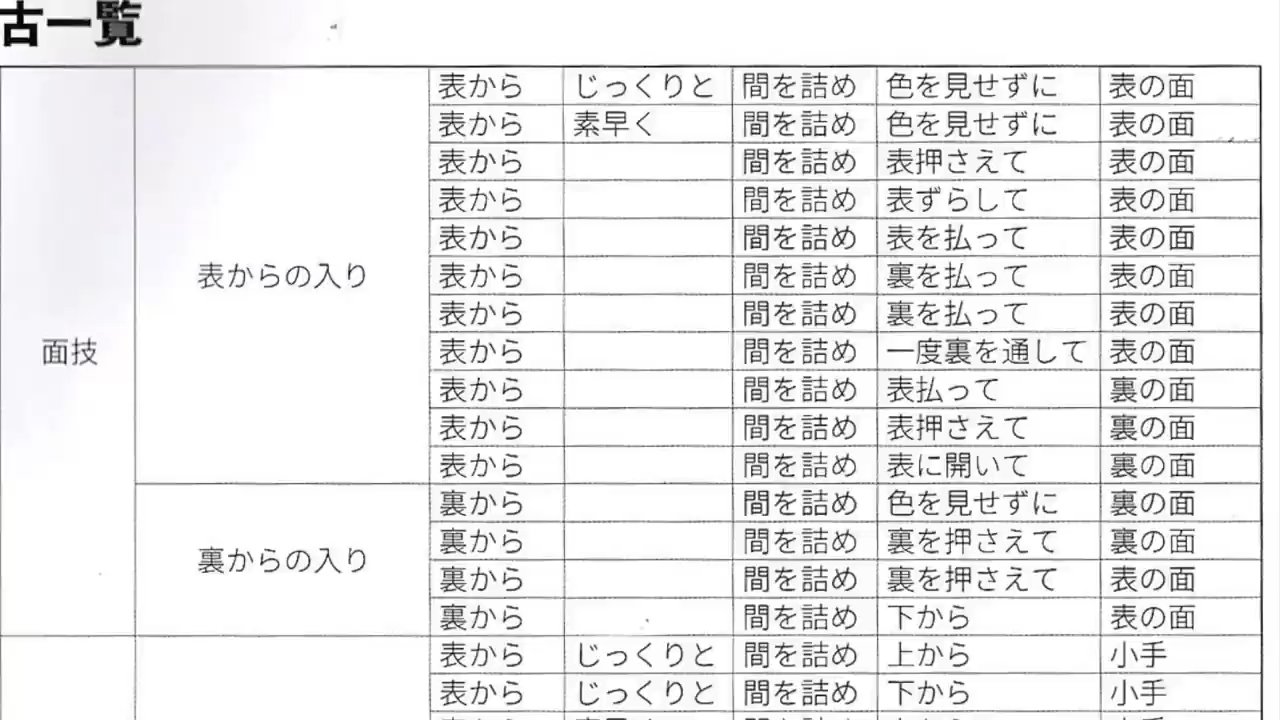 古一覧
表から じっくりと 間を詰め 色を見せずに 表の面
表から 素早く 間を詰め 色を見せずに 表の面
表から 間を詰め 表押さえて 表の面
表から 間を詰め 表ずらして 表の面
表から 間を詰め 表を払って 表の面
表からの入り 表から 間を詰め 裏を払って 表の面
表から 間を詰め 裏を払って 表の面
面技 表から 間を詰め 一度裏を通して 表の面
表から 間を詰め 表払って 裏の面
表から 間を詰め 表押さえて 裏の面
表から 間を詰め 表に開いて 裏の面
裏から 間を詰め 色を見せずに 裏の面
裏から 間を詰め 裏を押さえて 裏の面
裏からの入り 裏から 間を詰め 裏を押さえて 表の面
裏から 間を詰め 下から 表の面
表から じっくりと 間を詰め 上から 小手
表から じっくりと 間を詰め 下から 小手